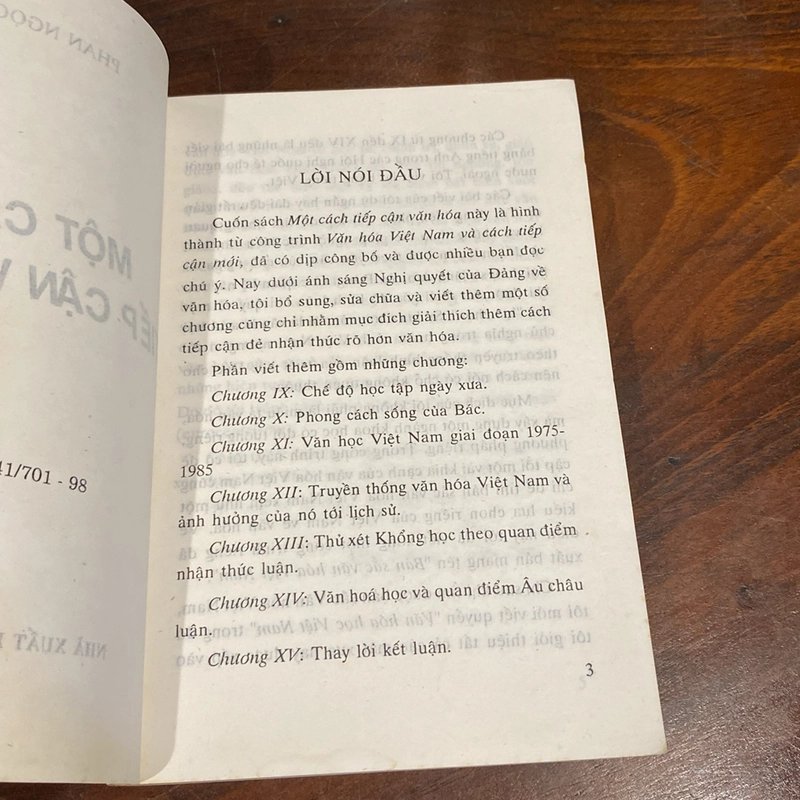 41/701 - 98
LỜI NÓI ĐẦU
Cuốn sách Một cách tiếp cận văn hóa này là hình
thành từ công trình Văn hóa Việt Nam và cách tiếp
cận mới, đã có dịp công bố và được nhiều bạn đọc
chú ý. Nay dưới ánh sáng Nghị quyết của Đảng về
văn hóa, tôi bổ sung, sửa chữa và viết thêm một số
chương cũng chỉ nhằm mục đích giải thích thêm cách
tiếp cận dẻ nhận thức rõ hơn văn hóa.
Phần viết thêm gồm những chương:
Chương IX: Chế độ học tập ngày xưa.
Chương X: Phong cách sống của Bác.
Chương XI: Văn học Việt Nam giai đoạn 1975-
1985
Chương XII: Truyền thống văn hóa Việt Nam và
ảnh hưởng của nó tới lịch sử.
Chương XIII: Thử xét Khổng học theo quan điểm
nhận thức luận.
Chương XIV: Văn hoá học và quan điểm Âu châu
luận.
Chương XV: Thay lời kết luận.
3